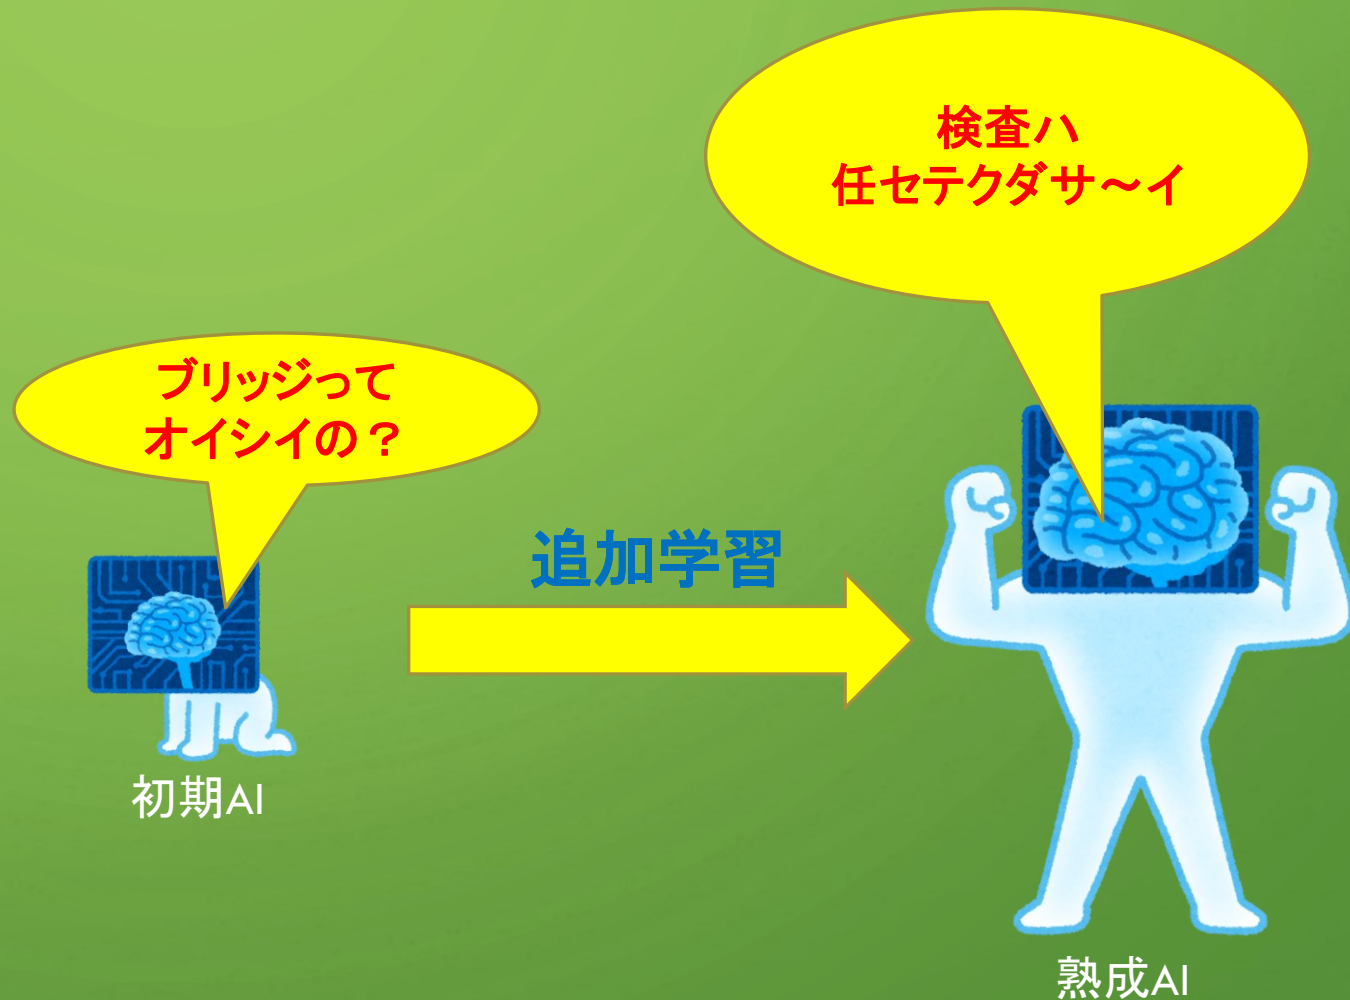 検査ハ
任セテクダサ～イ
ブリッジって
オイシイの？
追加学習
初期AI
熟成AI